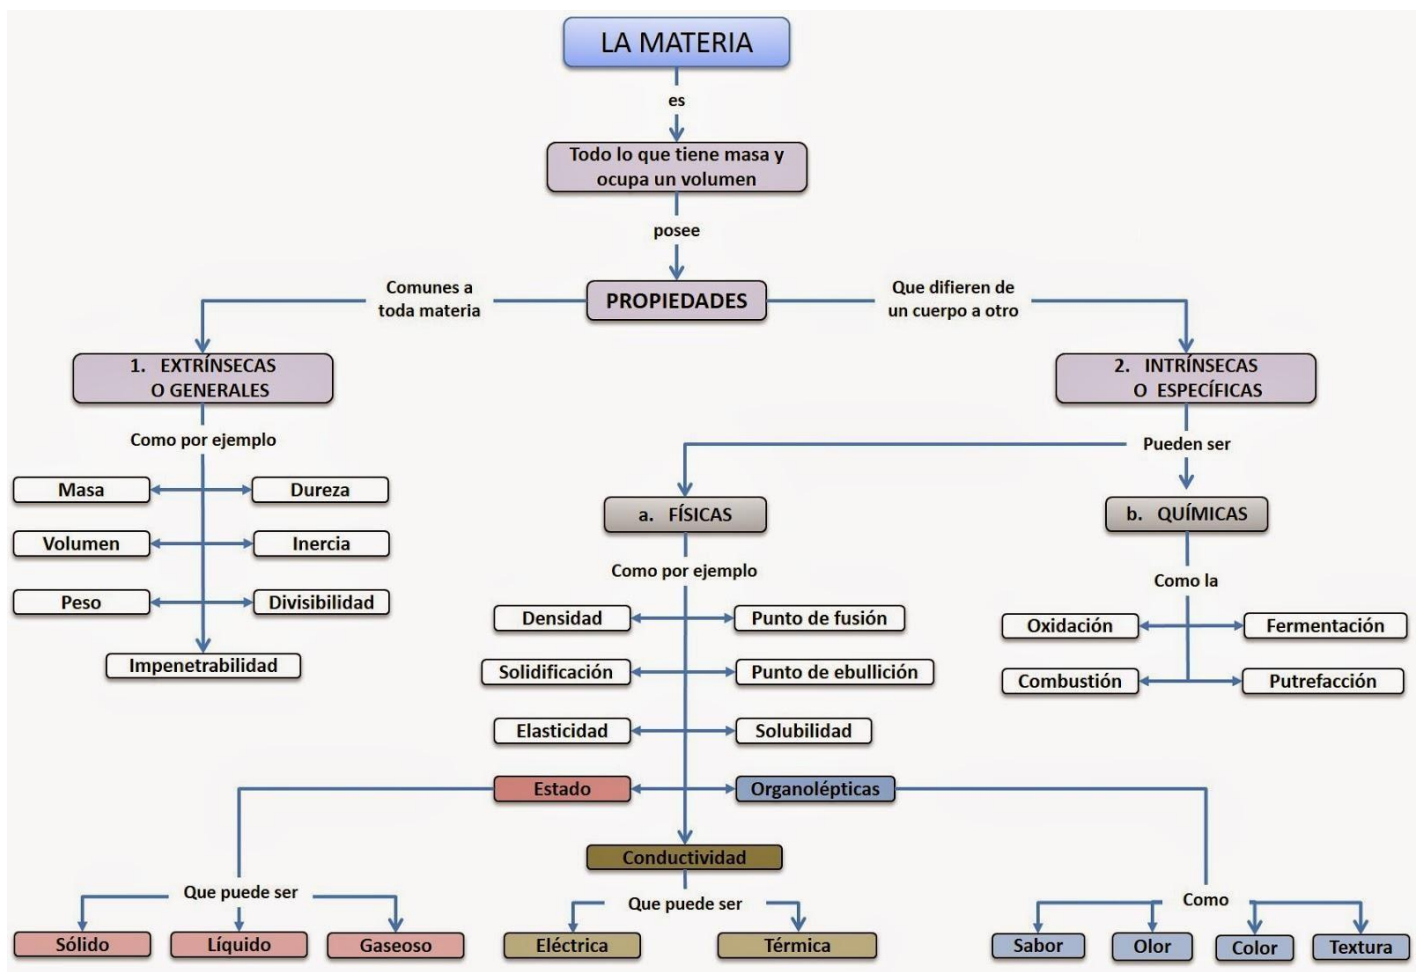 LA MATERIA
es
Todo lo que tiene masa y
ocupa un volumen
posee
PROPIEDADES
Comunes a
toda materia
Que difieren de
un cuerpo a otro
1. EXTRÍNSECAS
O GENERALES
2. INTRÍNSECAS
O ESPECÍFICAS
Como por ejemplo
Masa
Dureza
Volumen
Inercia
Peso
Divisibilidad
Impenetrabilidad
Pueden ser
a. FÍSICAS
b. QUÍMICAS
Como por ejemplo
Densidad
Punto de fusión
Solidificación
Punto de ebullición
Elasticidad
Solubilidad
Estado
Organolépticas
Conductividad
Como la
Oxidación
Fermentación
Combustión
Putrefacción
Que puede ser
Sólido
Líquido
Gaseoso
Que puede ser
Eléctrica
Térmica
Como
Sabor
Olor
Color
Textura